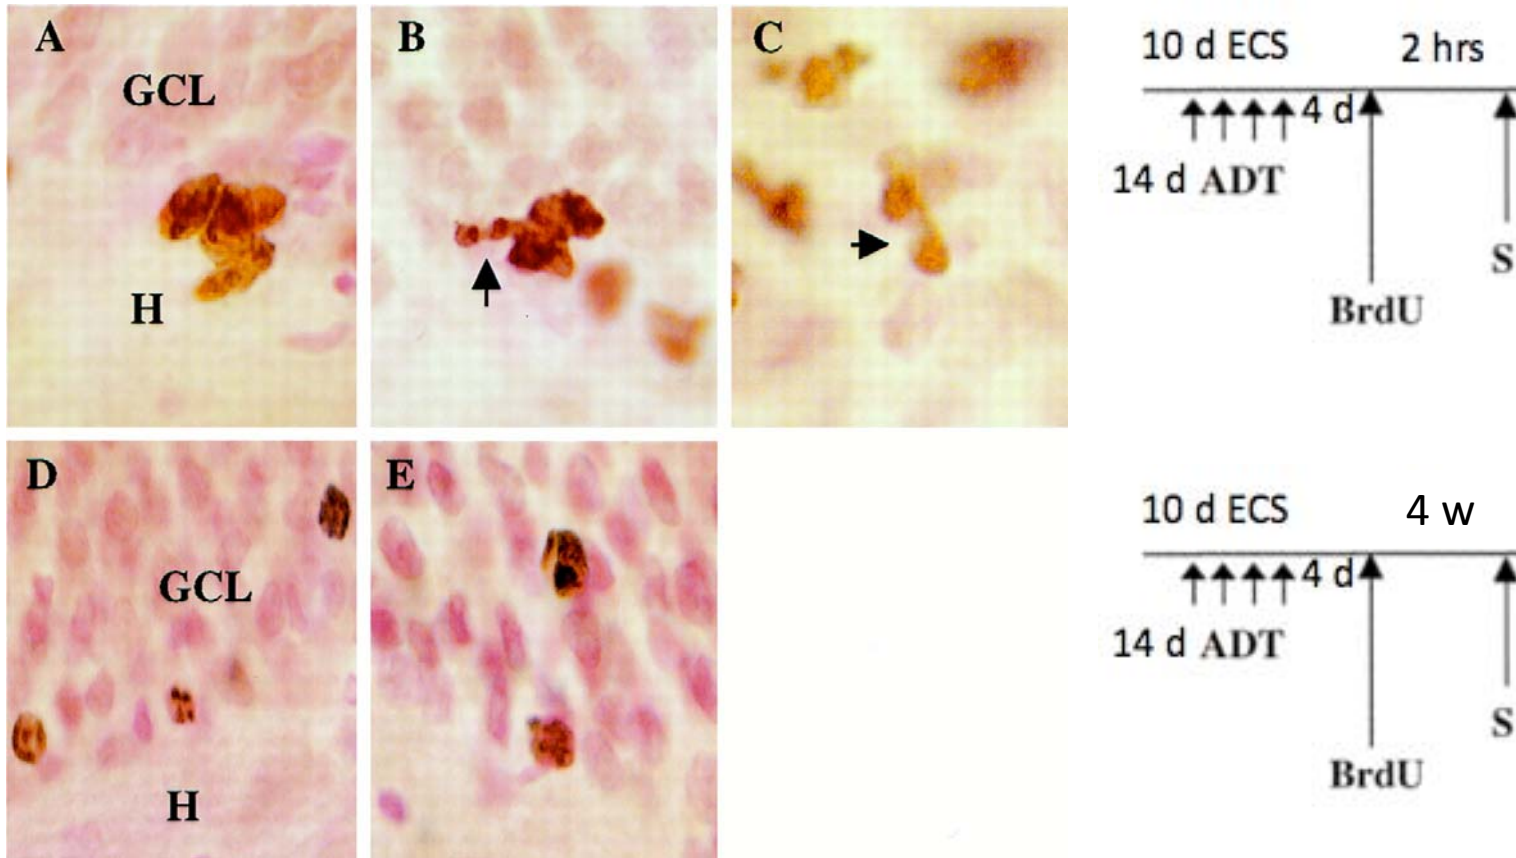 A
GCL
H
B
C
10 d ECS 2 hrs
4 d
14 d ADT
S
BrdU
D
GCL
H
E
10 d ECS 4 w
4 d
14 d ADT
S
BrdU